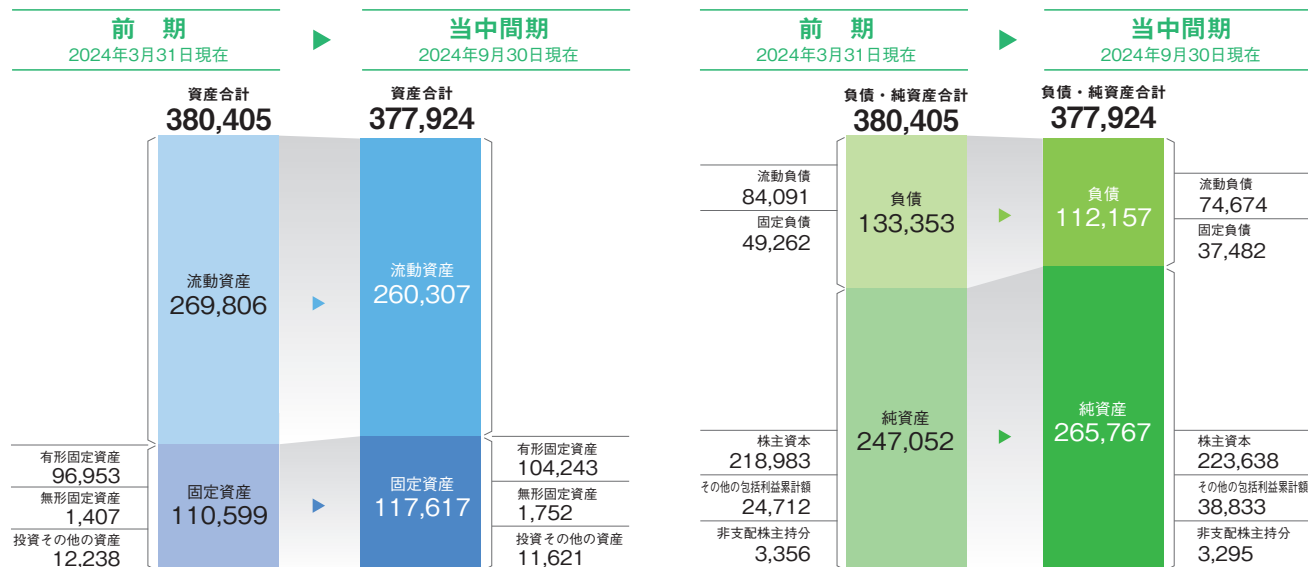 前 期
2024年3月31日現在
当中間期
2024年9月30日現在
資産合計
380,405
資産合計
377,924
流動資産
269,806
流動資産
260,307
有形固定資産
96,953
無形固定資産
1,407
投資その他の資産
12,238
固定資産
110,599
固定資産
117,617
有形固定資産
104,243
無形固定資産
1,752
投資その他の資産
11,621
前 期
2024年3月31日現在
当中間期
2024年9月30日現在
負債・純資産合計
380,405
負債・純資産合計
377,924
流動負債
84,091
固定負債
49,262
負債
133,353
負債
112,157
流動負債
74,674
固定負債
37,482
株主資本
218,983
その他の包括利益累計額
24,712
非支配株主持分
3,356
純資産
247,052
純資産
265,767
株主資本
223,638
その他の包括利益累計額
38,833
非支配株主持分
3,295